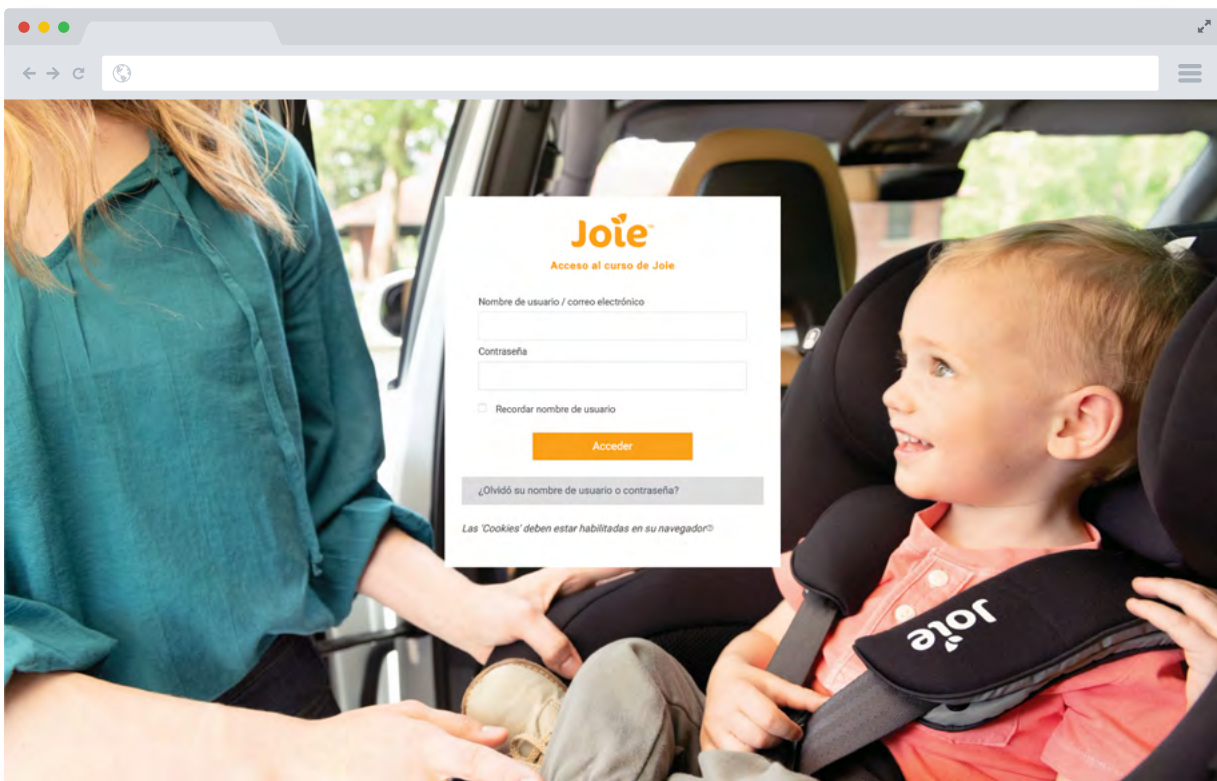 Joie™
Acceso al curso de Joie
Nombre de usuario / correo electrónico
Contraseña
Recordar nombre de usuario
Acceder
¿Olvidó su nombre de usuario o contraseña?
Las 'Cookies' deben estar habilitadas en su navegador
Joie